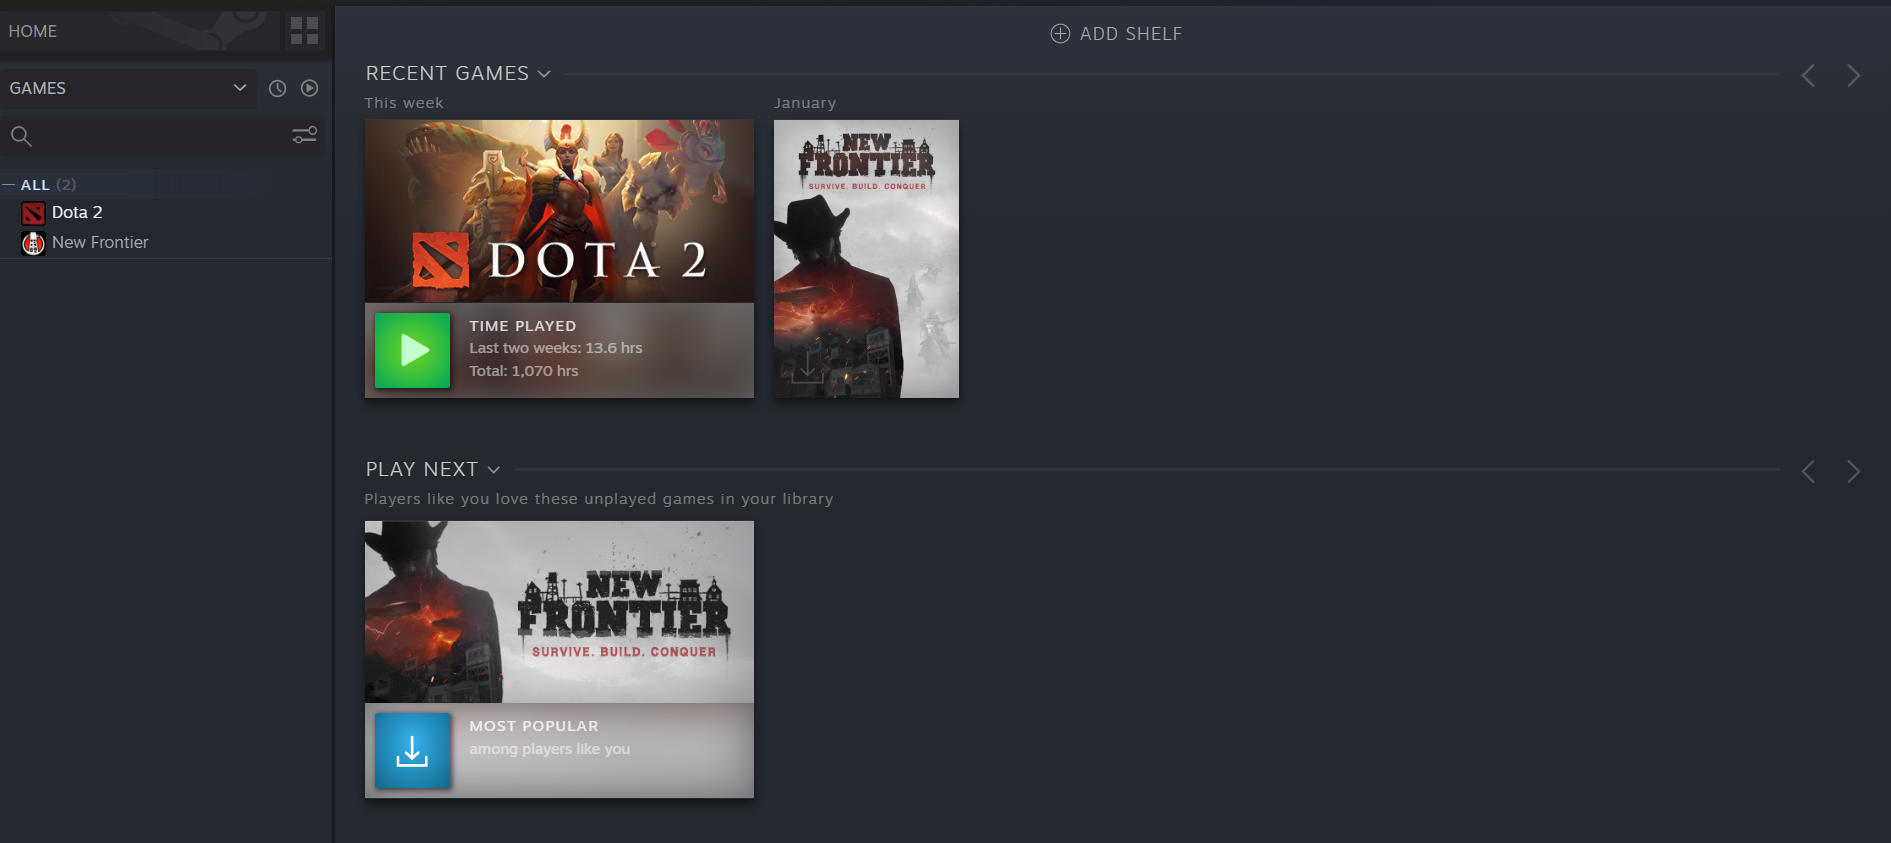 HOME
GAMES
ALL (2)
Dota 2
New Frontier
ADD SHELF
RECENT GAMES
This week
January
DOTA 2
TIME PLAYED
Last two weeks: 13.6 hrs
Total: 1,070 hrs
NEW
FRONTIER
SURVIVE. BUILD. CONQUER
PLAY NEXT
Players like you love these unplayed games in your library
NEW
FRONTIER
SURVIVE. BUILD. CONQUER
MOST POPULAR
among players like you